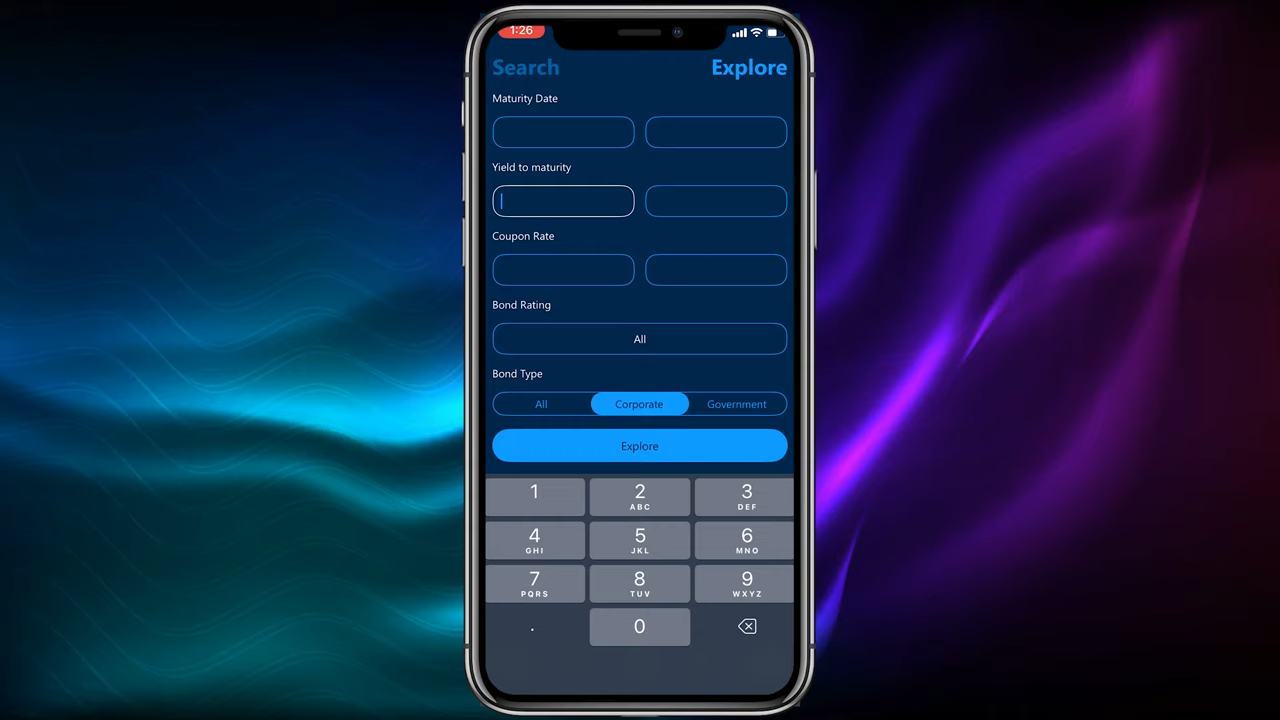 1:26
Search Explore
Maturity Date
Yield to maturity
Coupon Rate
Bond Rating
All
Bond Type
All Corporate Government
Explore
1 2 3
ABC DEF
4 5 6
GHI JKL MNO
7 8 9
PQRS TUV WXYZ
. 0